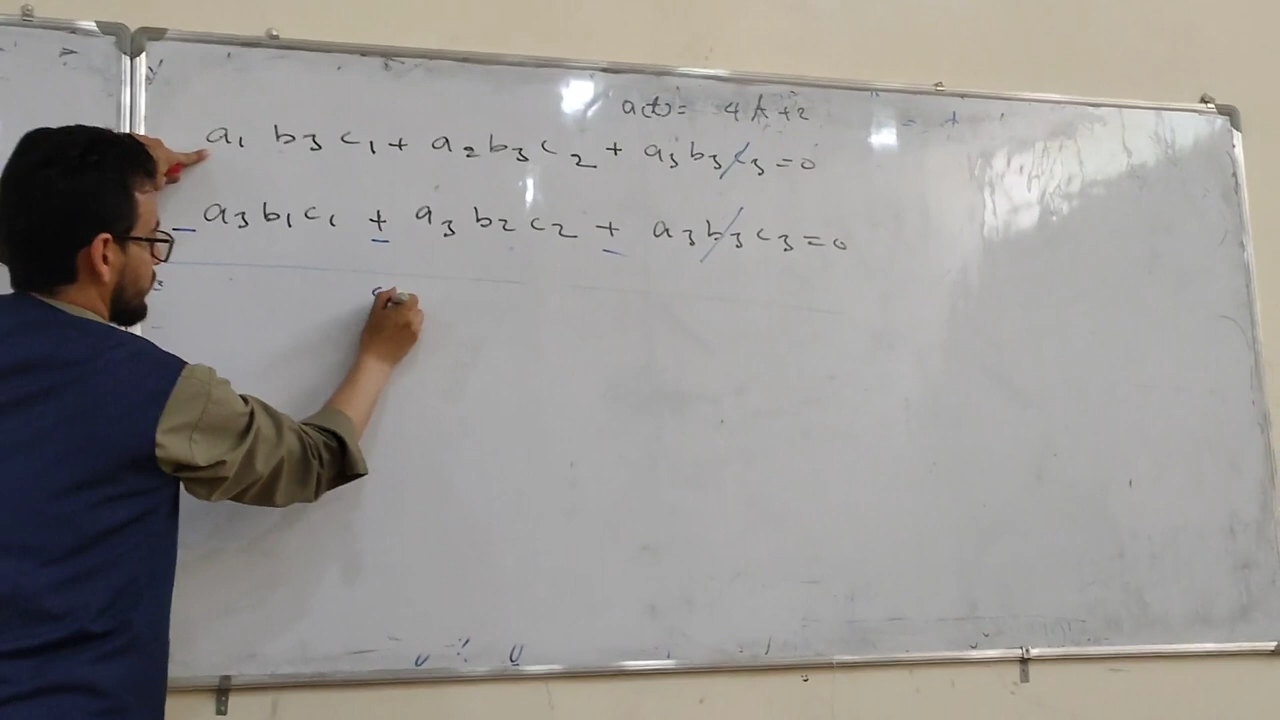 a(t)= 4t+2
a₁ b₃ c₁ + a₂ b₃ c₂ + a₃ b₃ c₃ = 0
− a₃ b₁ c₁ + a₃ b₂ c₂ + a₃ b₃ c₃ = 0